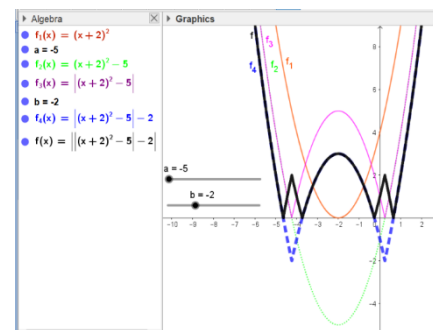 Algebra
f₁(x) = (x + 2)²
a = -5
f₂(x) = (x + 2)² - 5
f₃(x) = |(x + 2)² - 5|
b = -2
f₄(x) = |(x + 2)² - 5| - 2
f(x) = ||(x + 2)² - 5| - 2|
Graphics
f
f₃
f₄ f₂ f₁
8
6
4
2
a = -5
b = -2
-10 -9 -8 -7 -6 -5 -4 -3 -2 -1 0 1 2
-2
-4